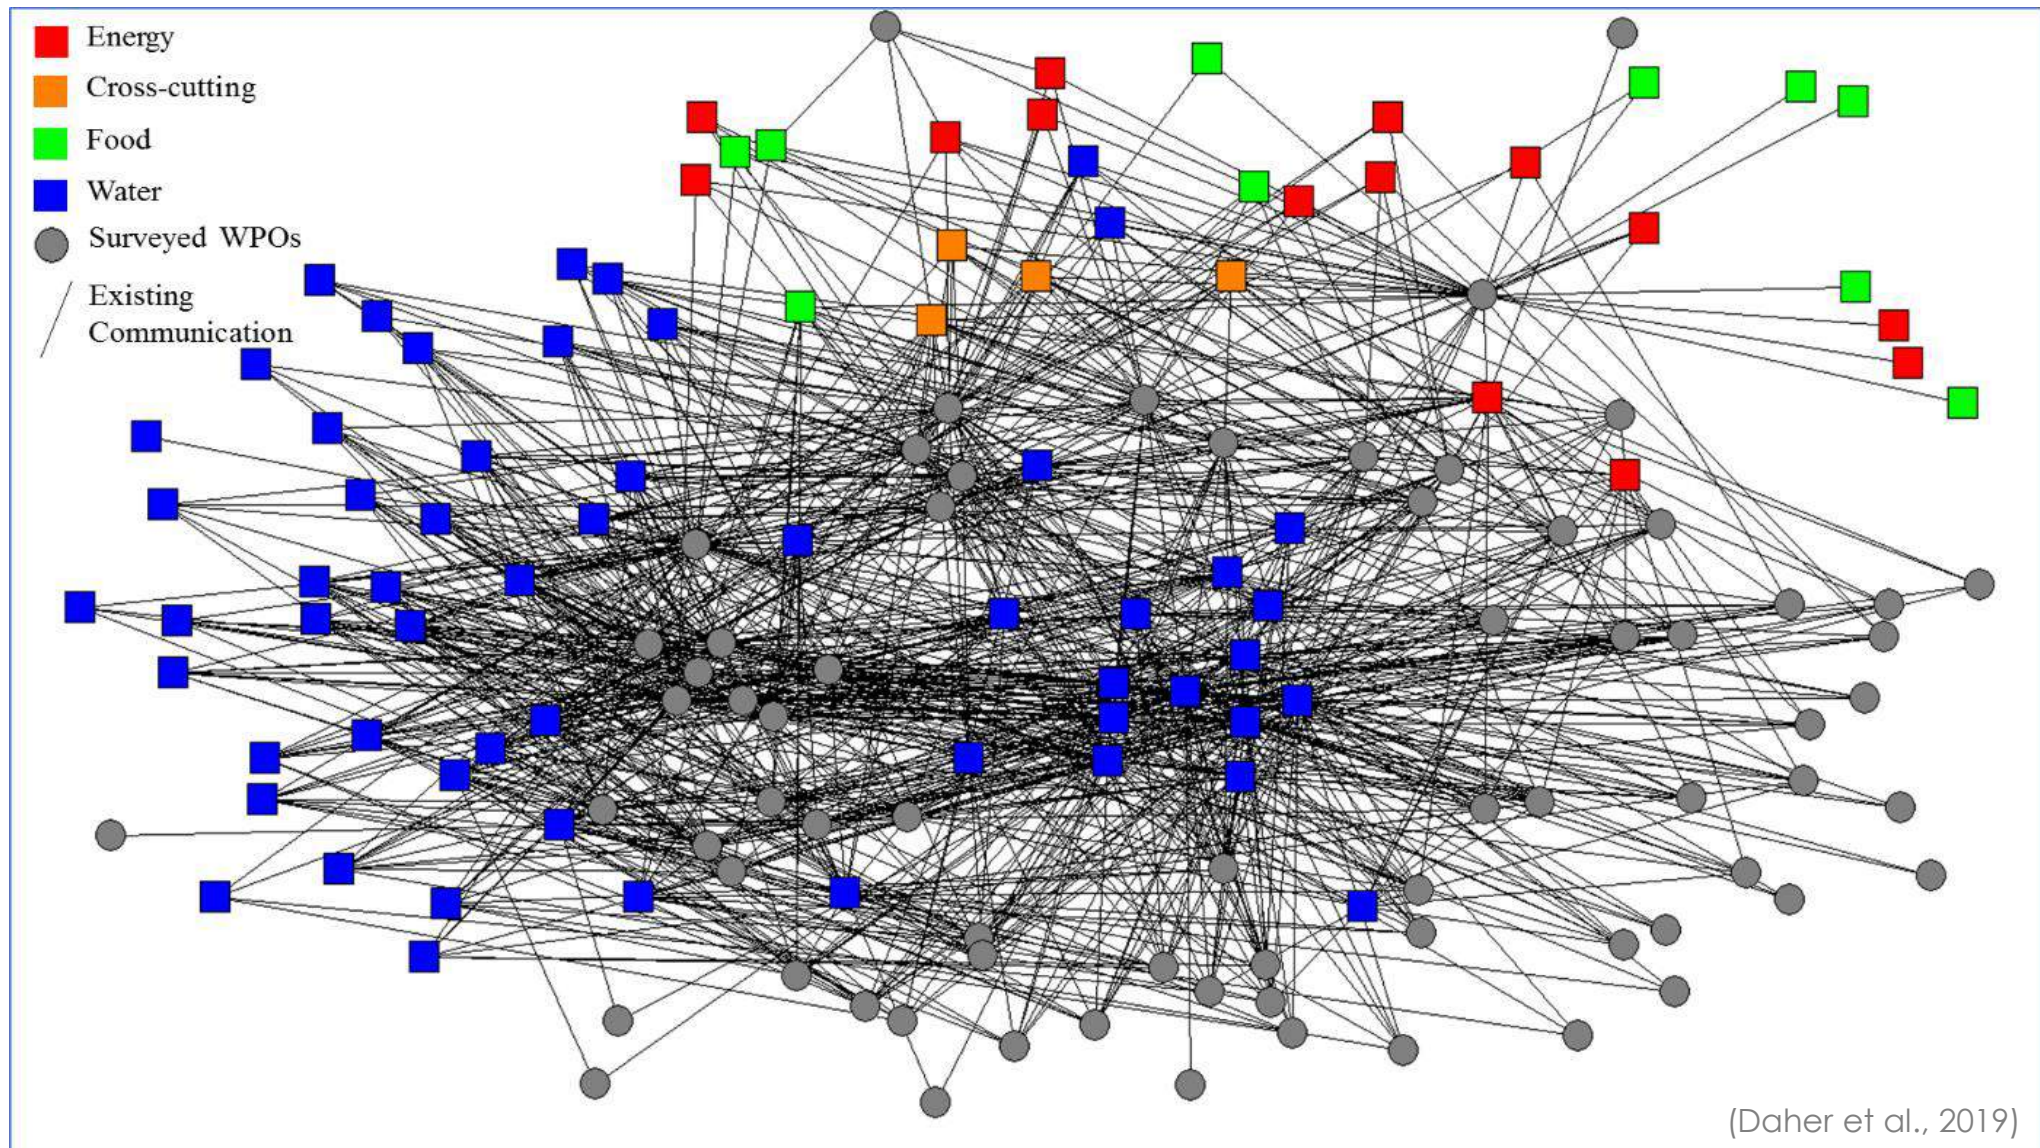 Energy
Cross-cutting
Food
Water
Surveyed WPOs
Existing
Communication
(Daher et al., 2019)